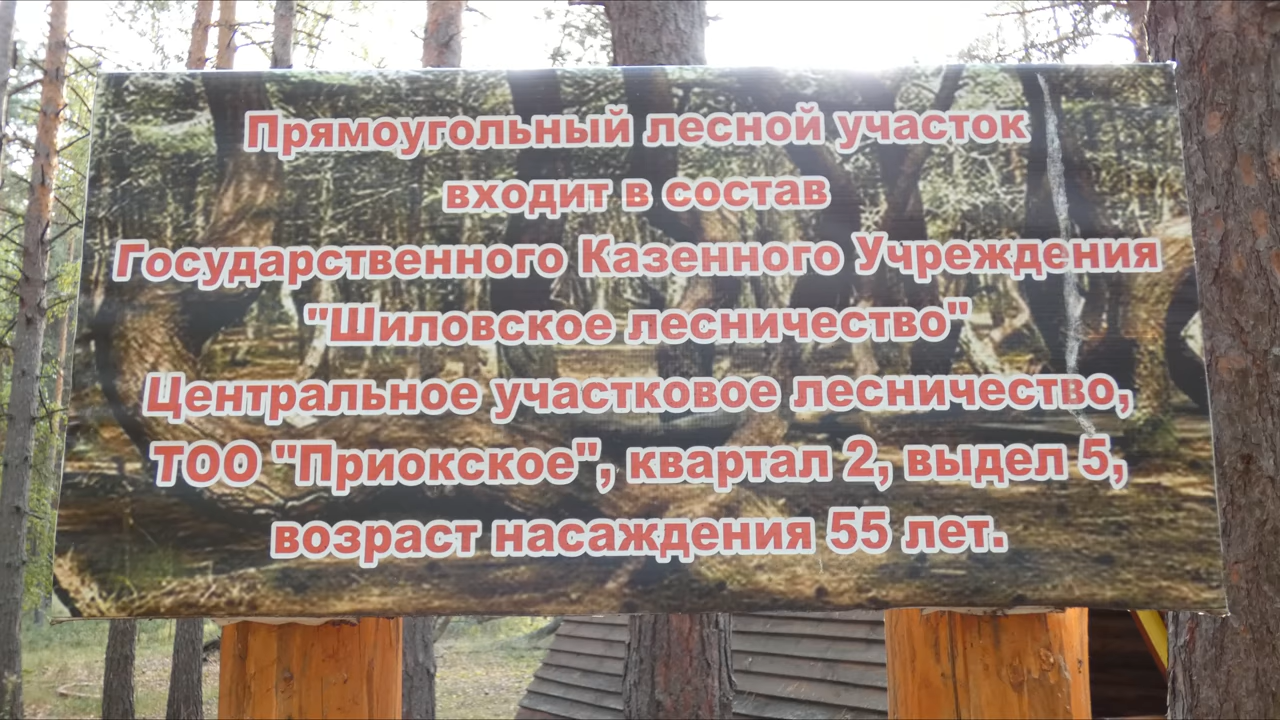 Прямоугольный лесной участок
входит в состав
Государственного Казенного Учреждения
"Шиловское лесничество"
Центральное участковое лесничество,
ТОО "Приокское", квартал 2, выдел 5,
возраст насаждения 55 лет.